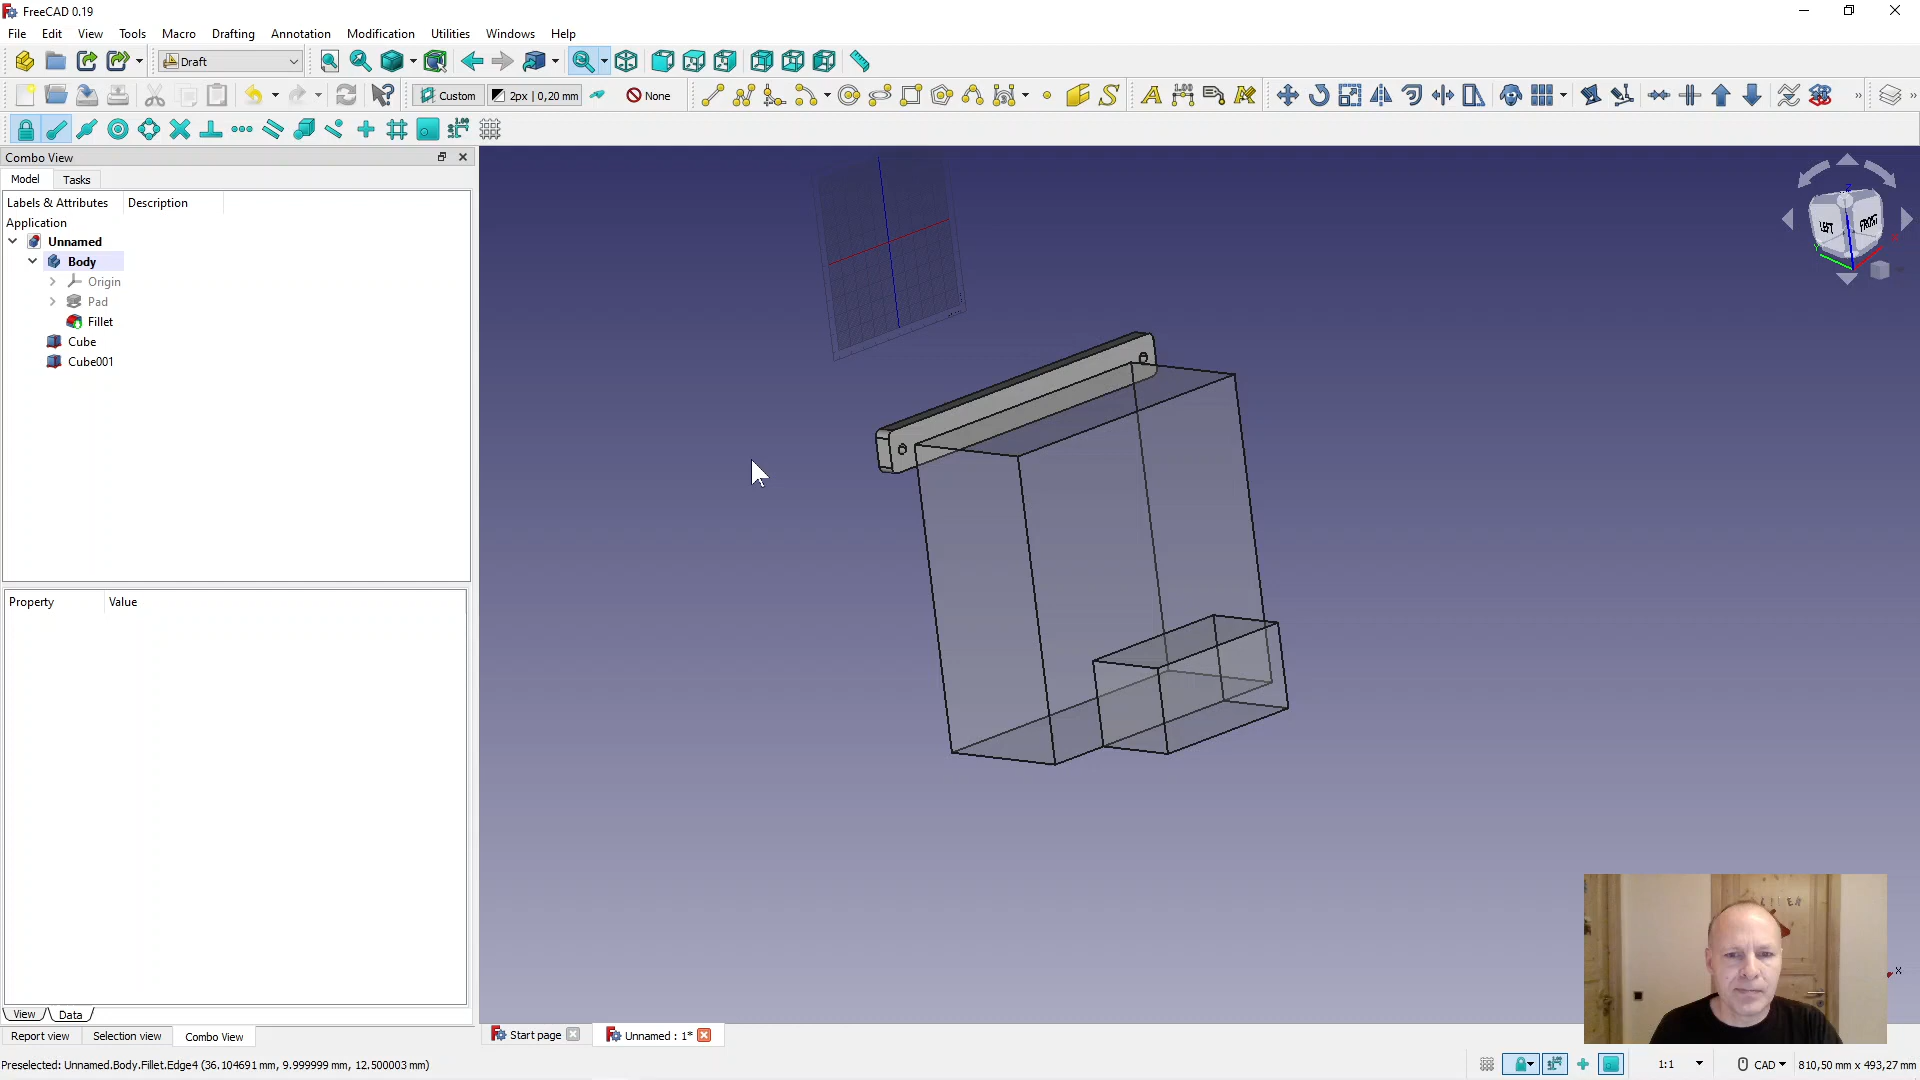 FreeCAD 0.19
File Edit View Tools Macro Drafting Annotation Modification Utilities Windows Help
Draft
Custom 2px | 0,20 mm None
Combo View
Model Tasks
Labels & Attributes Description
Application
Unnamed
Body
Origin
Pad
Fillet
Cube
Cube001
LEFT FRONT
Property Value
View Data
Report view Selection view Combo View
Start page Unnamed : 1*
Preselected: Unnamed.Body.Fillet.Edge4 (36.104691 mm, 9.999999 mm, 12.500003 mm)
1:1 CAD 810,50 mm x 493,27 mm